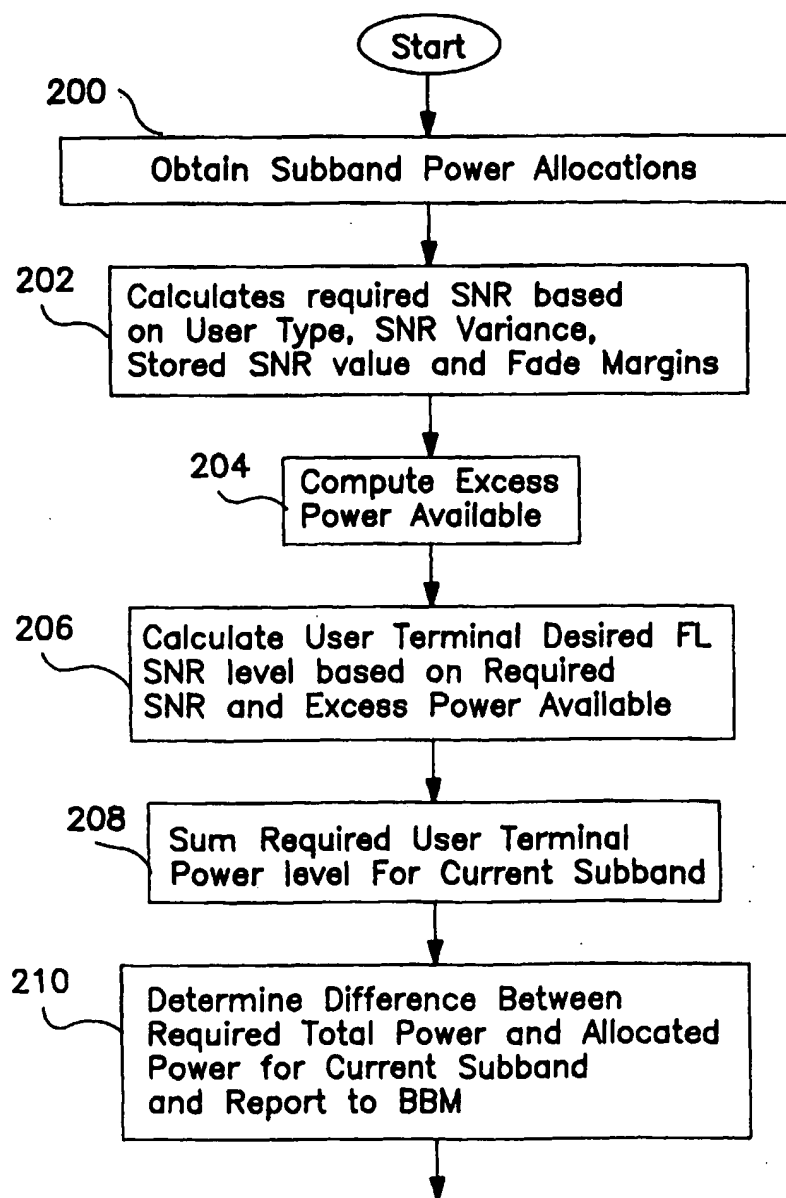 Start
200
Obtain Subband Power Allocations
202
Calculates required SNR based
on User Type, SNR Variance,
Stored SNR value and Fade Margins
204
Compute Excess
Power Available
206
Calculate User Terminal Desired FL
SNR level based on Required
SNR and Excess Power Available
208
Sum Required User Terminal
Power level For Current Subband
210
Determine Difference Between
Required Total Power and Allocated
Power for Current Subband
and Report to BBM